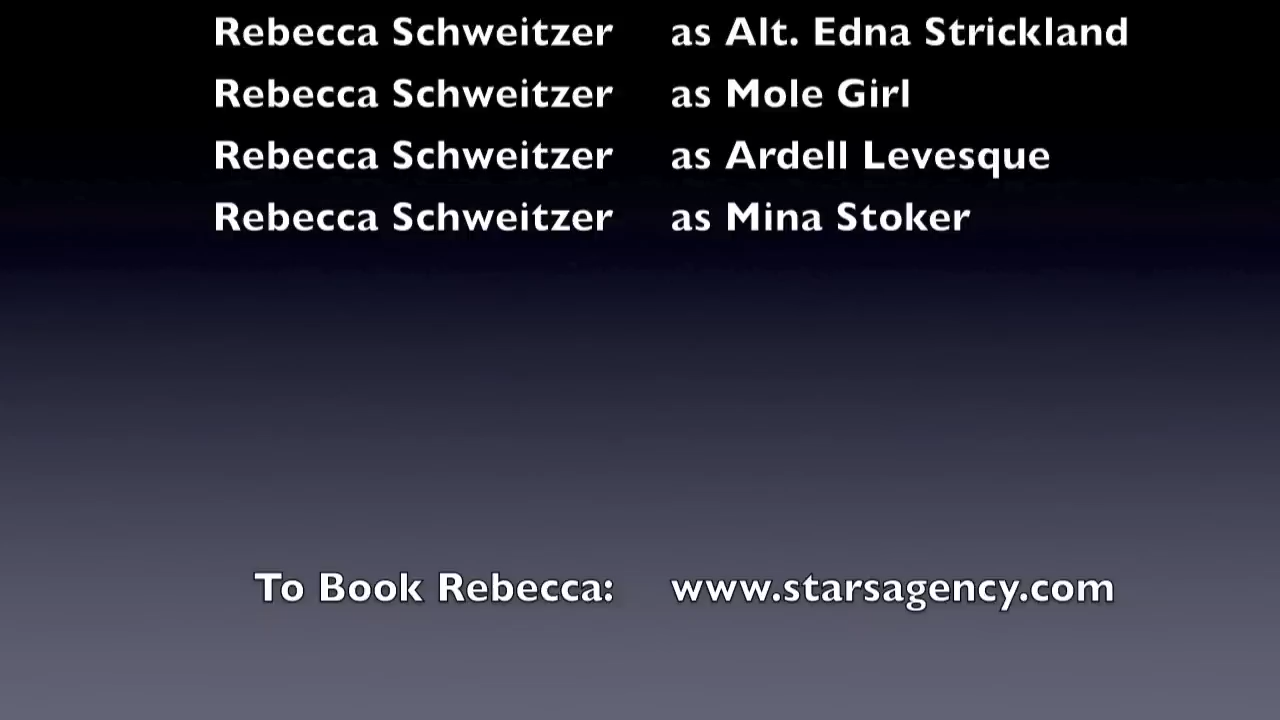 Rebecca Schweitzer as Alt. Edna Strickland
Rebecca Schweitzer as Mole Girl
Rebecca Schweitzer as Ardell Levesque
Rebecca Schweitzer as Mina Stoker
To Book Rebecca: www.starsagency.com